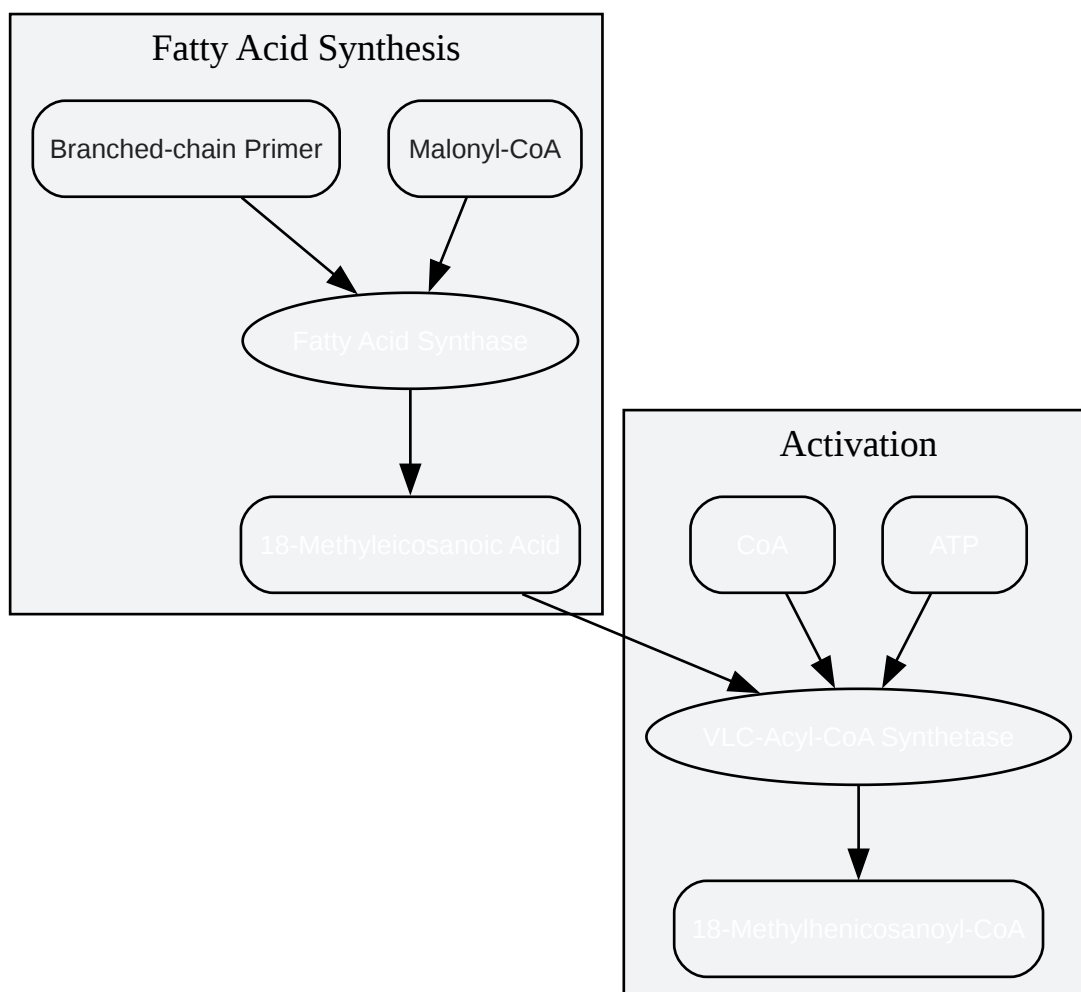 Fatty Acid Synthesis
Branched-chain Primer
Malonyl-CoA
Fatty Acid Synthase
18-Methyleicosanoic Acid
Activation
CoA
ATP
VLC-Acyl-CoA Synthetase
18-Methylhenicosanoyl-CoA